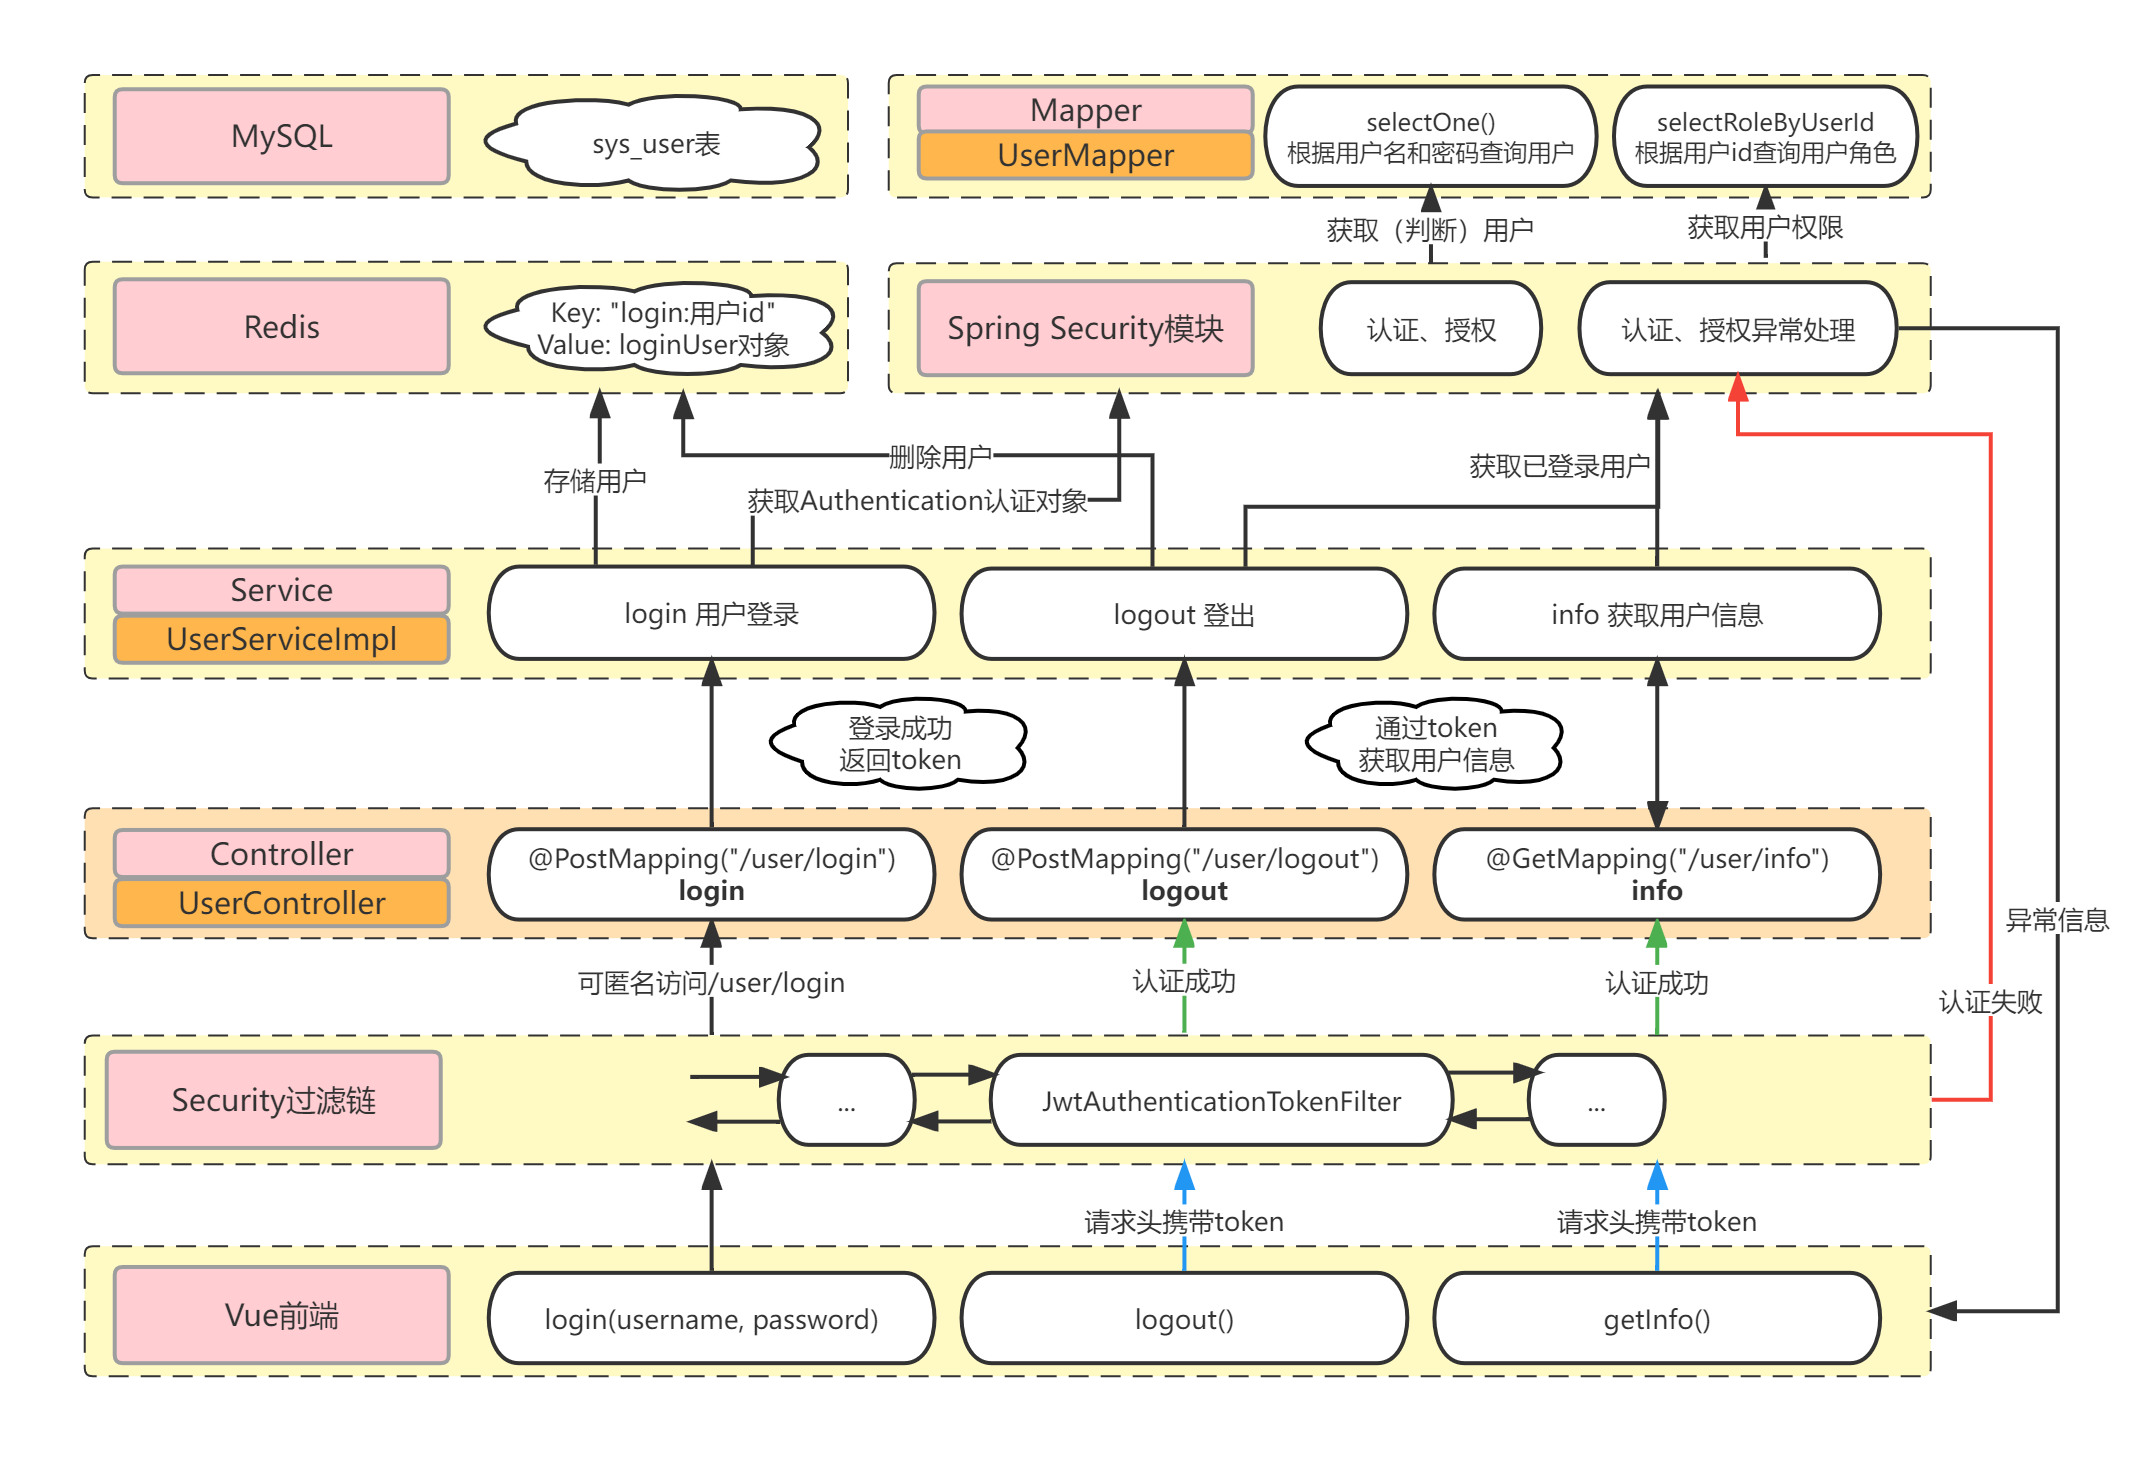 MySQL
sys_user表
Mapper
UserMapper
selectOne()
根据用户名和密码查询用户
selectRoleByUserId
根据用户id查询用户角色
获取（判断）用户
获取用户权限
Redis
Key: "login:用户id"
Value: loginUser对象
Spring Security模块
认证、授权
认证、授权异常处理
存储用户
删除用户
获取Authentication认证对象
获取已登录用户
Service
UserServiceImpl
login 用户登录
logout 登出
info 获取用户信息
登录成功
返回token
通过token
获取用户信息
Controller
UserController
@PostMapping("/user/login")
login
@PostMapping("/user/logout")
logout
@GetMapping("/user/info")
info
异常信息
可匿名访问/user/login
认证成功
认证成功
认证失败
Security过滤链
...
JwtAuthenticationTokenFilter
...
请求头携带token
请求头携带token
Vue前端
login(username, password)
logout()
getInfo()